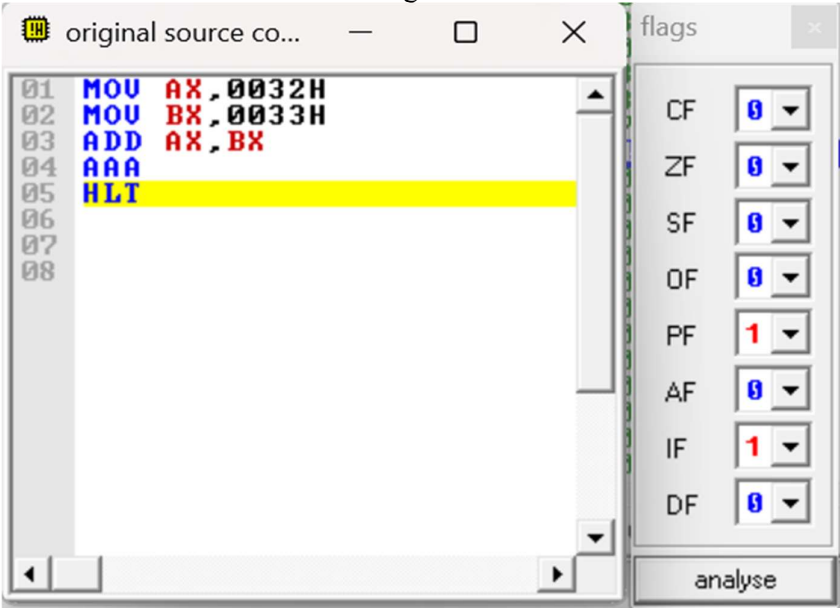 original source co...
01 MOV AX,0032H
02 MOV BX,0033H
03 ADD AX,BX
04 AAA
05 HLT
06
07
08
flags
CF 0
ZF 0
SF 0
OF 0
PF 1
AF 0
IF 1
DF 0
analyse